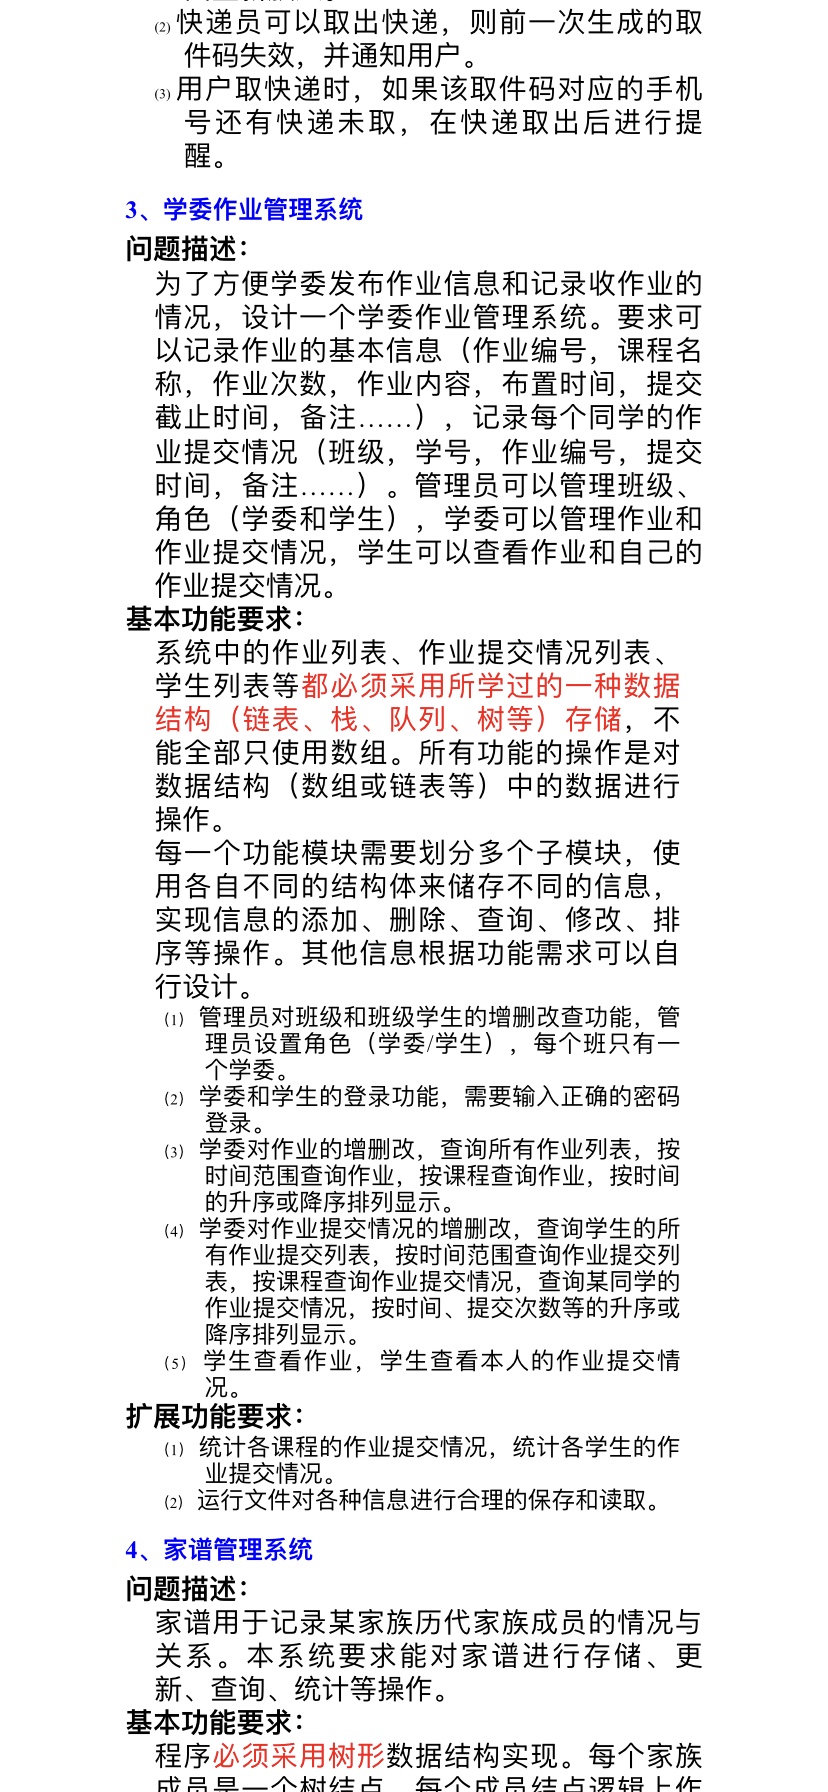 (2) 快递员可以取出快递，则前一次生成的取
件码失效，并通知用户。
(3) 用户取快递时，如果该取件码对应的手机
号还有快递未取，在快递取出后进行提
醒。
3、学委作业管理系统
问题描述：
为了方便学委发布作业信息和记录收作业的
情况，设计一个学委作业管理系统。要求可
以记录作业的基本信息（作业编号，课程名
称，作业次数，作业内容，布置时间，提交
截止时间，备注……），记录每个同学的作
业提交情况（班级，学号，作业编号，提交
时间，备注……）。管理员可以管理班级、
角色（学委和学生），学委可以管理作业和
作业提交情况，学生可以查看作业和自己的
作业提交情况。
基本功能要求：
系统中的作业列表、作业提交情况列表、
学生列表等都必须采用所学过的一种数据
结构（链表、栈、队列、树等）存储，不
能全部只使用数组。所有功能的操作是对
数据结构（数组或链表等）中的数据进行
操作。
每一个功能模块需要划分多个子模块，使
用各自不同的结构体来储存不同的信息，
实现信息的添加、删除、查询、修改、排
序等操作。其他信息根据功能需求可以自
行设计。
(1) 管理员对班级和班级学生的增删改查功能，管
理员设置角色（学委/学生），每个班只有一
个学委。
(2) 学委和学生的登录功能，需要输入正确的密码
登录。
(3) 学委对作业的增删改，查询所有作业列表，按
时间范围查询作业，按课程查询作业，按时间
的升序或降序排列显示。
(4) 学委对作业提交情况的增删改，查询学生的所
有作业提交列表，按时间范围查询作业提交列
表，按课程查询作业提交情况，查询某同学的
作业提交情况，按时间、提交次数等的升序或
降序排列显示。
(5) 学生查看作业，学生查看本人的作业提交情
况。
扩展功能要求：
(1) 统计各课程的作业提交情况，统计各学生的作
业提交情况。
(2) 运行文件对各种信息进行合理的保存和读取。
4、家谱管理系统
问题描述：
家谱用于记录某家族历代家族成员的情况与
关系。本系统要求能对家谱进行存储、更
新、查询、统计等操作。
基本功能要求：
程序必须采用树形数据结构实现。每个家族
成员是一个树结点，每个成员结点逻辑上作